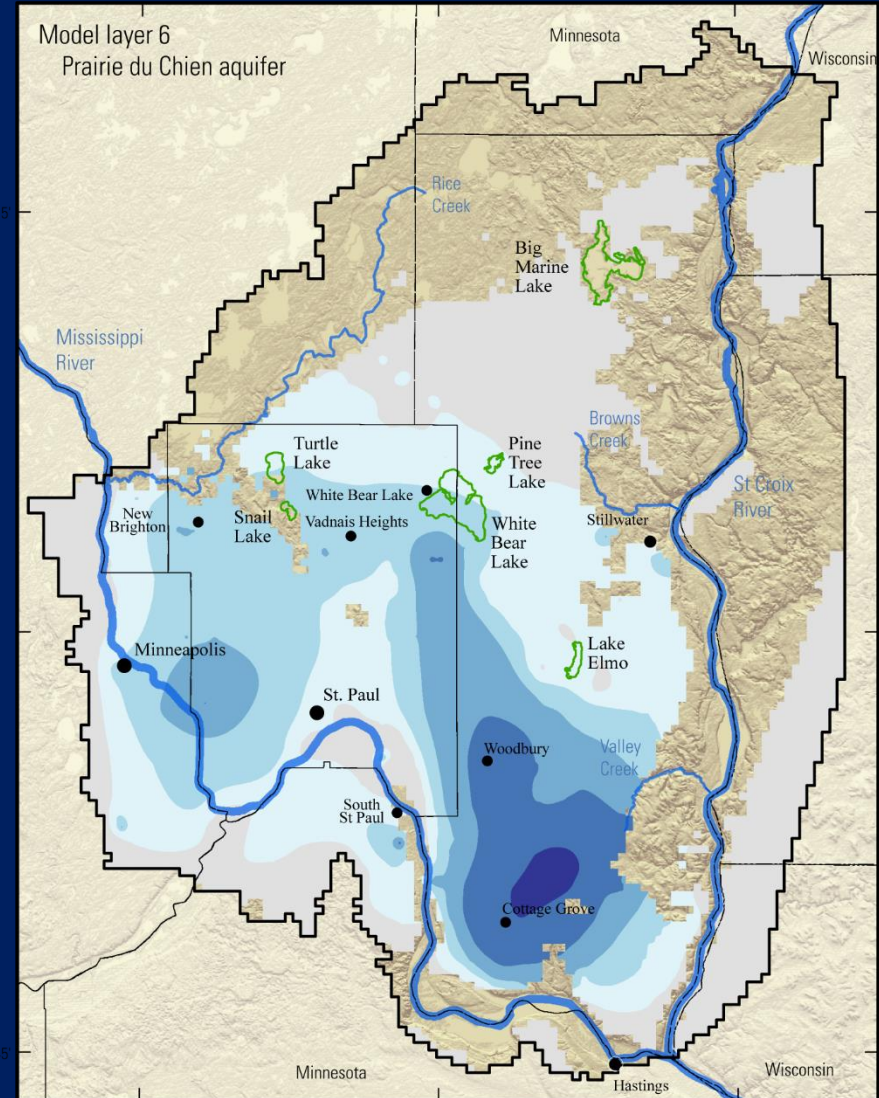 Model layer 6
Prairie du Chien aquifer
Minnesota
Wisconsin
Rice
Creek
5'
Big
Marine
Lake
Mississippi
River
Browns
Creek
Turtle
Lake
Pine
Tree
Lake
White Bear Lake
St Croix
River
New
Brighton
Snail
Lake
Vadnais Heights
White
Bear
Lake
Stillwater
Minneapolis
Lake
Elmo
St. Paul
Woodbury
Valley
Creek
South
St Paul
Cottage Grove
5'
Minnesota
Wisconsin
Hastings